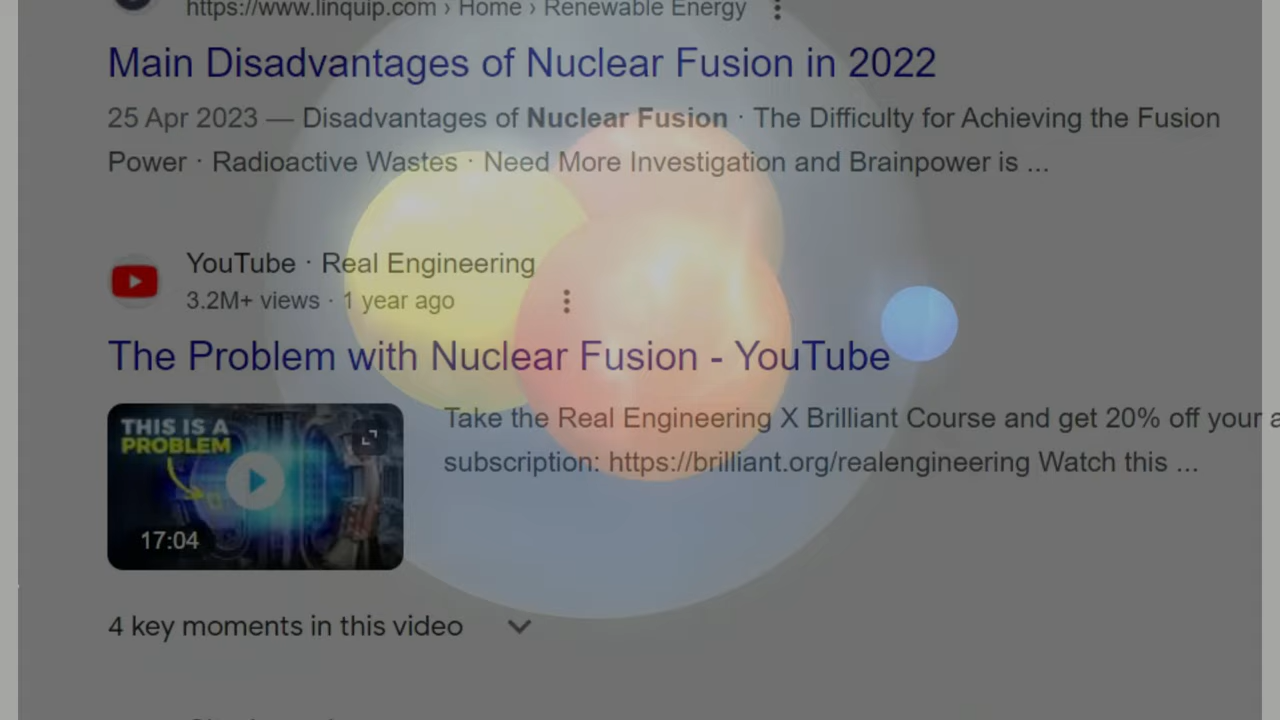 https://www.linquip.com › Home › Renewable Energy
Main Disadvantages of Nuclear Fusion in 2022
25 Apr 2023 — Disadvantages of Nuclear Fusion · The Difficulty for Achieving the Fusion
Power · Radioactive Wastes · Need More Investigation and Brainpower is ...
YouTube · Real Engineering
3.2M+ views · 1 year ago
The Problem with Nuclear Fusion - YouTube
THIS IS A
PROBLEM
17:04
Take the Real Engineering X Brilliant Course and get 20% off your a
subscription: https://brilliant.org/realengineering Watch this ...
4 key moments in this video